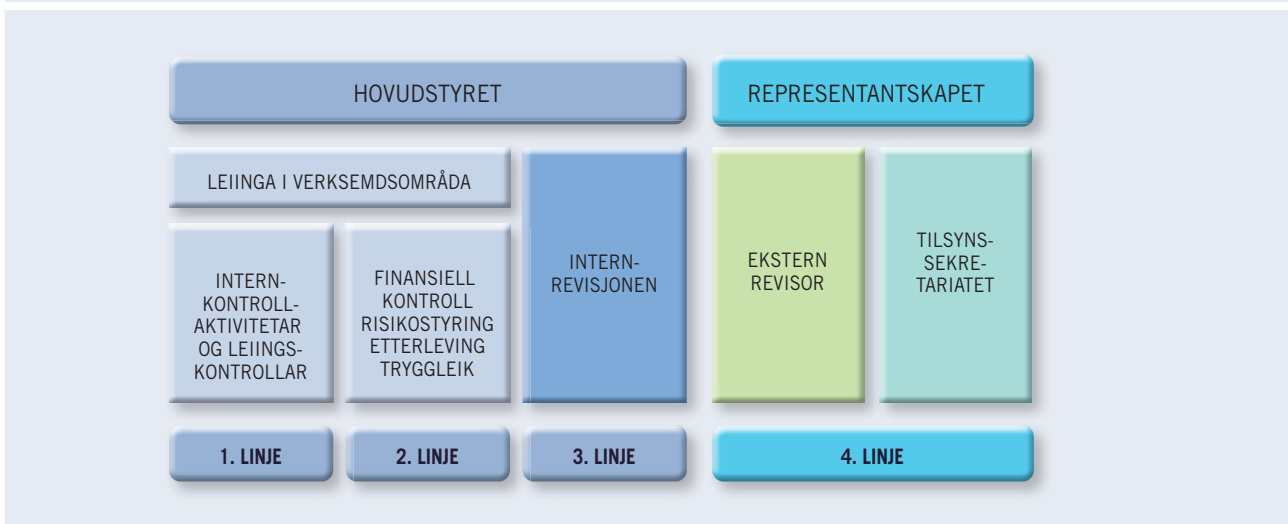 HOVUDSTYRET
REPRESENTANTSKAPET
LEIINGA I VERKSEMDSOMRÅDA
INTERN-
KONTROLL-
AKTIVITETAR
OG LEIINGS-
KONTROLLAR
FINANSIELL
KONTROLL
RISIKOSTYRING
ETTERLEVING
TRYGGLEIK
INTERN-
REVISJONEN
EKSTERN
REVISOR
TILSYNS-
SEKRE-
TARIATET
1. LINJE
2. LINJE
3. LINJE
4. LINJE